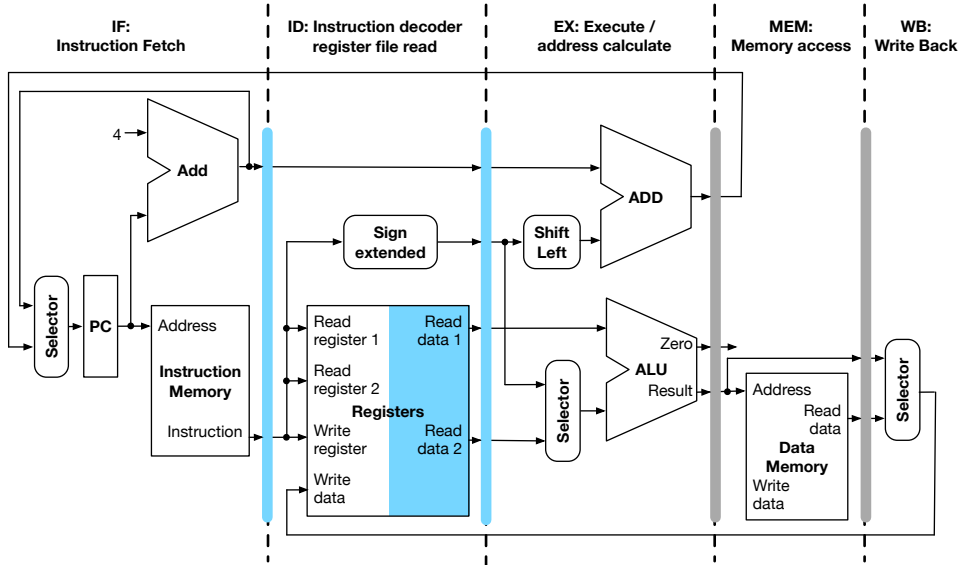 IF:
Instruction Fetch
ID: Instruction decoder
register file read
EX: Execute /
address calculate
MEM:
Memory access
WB:
Write Back
4
Add
ADD
Sign
extended
Shift
Left
Selector
PC
Address
Instruction
Memory
Instruction
Read
register 1
Read
data 1
Read
register 2
Registers
Write
register
Read
data 2
Write
data
Selector
Zero
ALU
Result
Address
Read
data
Data
Memory
Write
data
Selector